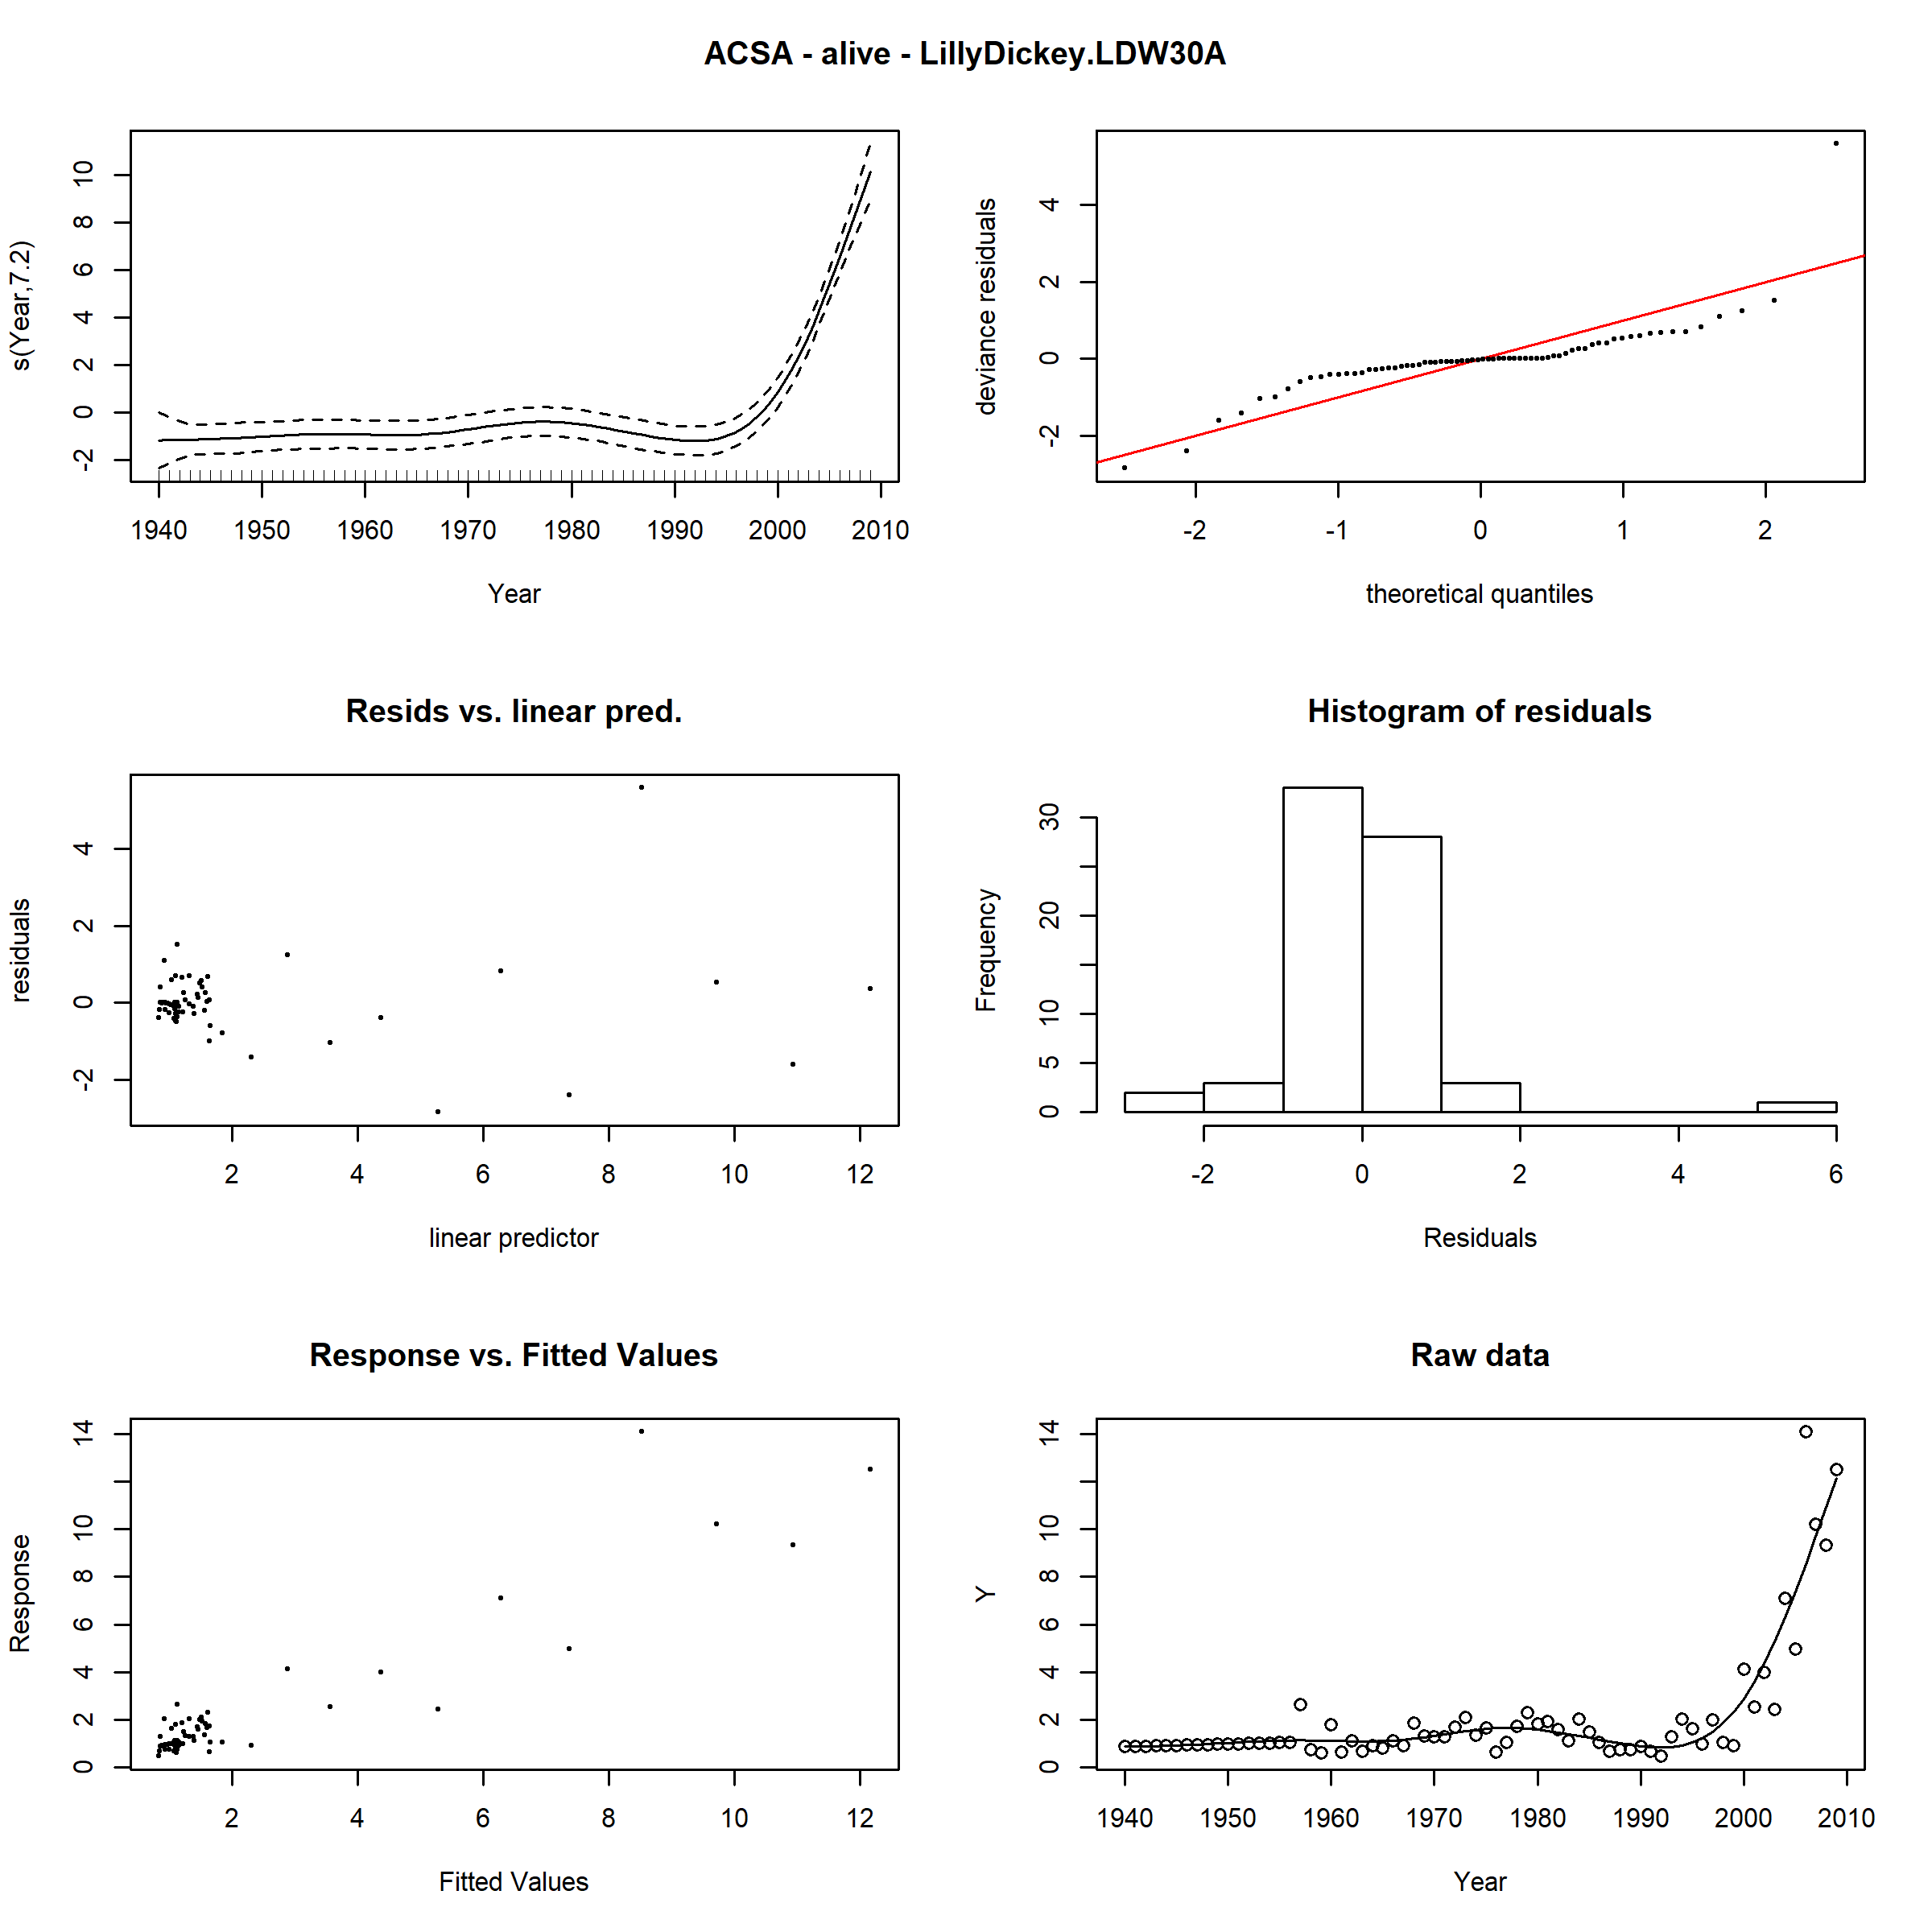 ACSA - alive - LillyDickey.LDW30A
s(Year,7.2)
-2 0 2 4 6 8 10
1940 1950 1960 1970 1980 1990 2000 2010
Year
deviance residuals
-2 0 2 4
-2 -1 0 1 2
theoretical quantiles
Resids vs. linear pred.
residuals
-2 0 2 4
2 4 6 8 10 12
linear predictor
Histogram of residuals
Frequency
0 5 10 20 30
-2 0 2 4 6
Residuals
Response vs. Fitted Values
Response
0 2 4 6 8 10 14
2 4 6 8 10 12
Fitted Values
Raw data
Y
0 2 4 6 8 10 14
1940 1950 1960 1970 1980 1990 2000 2010
Year